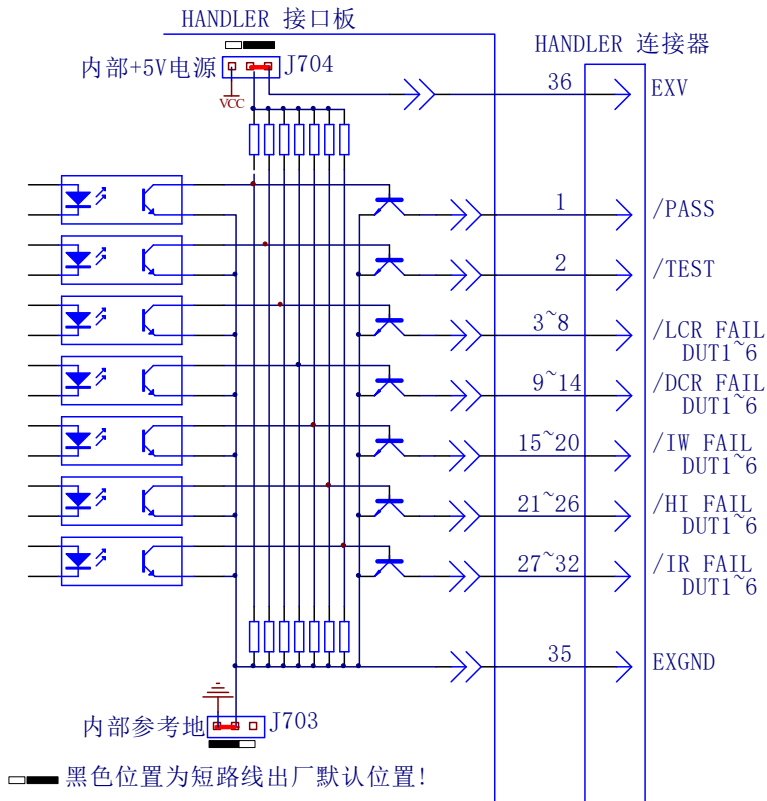 HANDLER 接口板
HANDLER 连接器
内部+5V电源
J704
VCC
36
EXV
1
/PASS
2
/TEST
3~8
/LCR FAIL
DUT1~6
9~14
/DCR FAIL
DUT1~6
15~20
/IW FAIL
DUT1~6
21~26
/HI FAIL
DUT1~6
27~32
/IR FAIL
DUT1~6
35
EXGND
内部参考地
J703
黑色位置为短路线出厂默认位置!